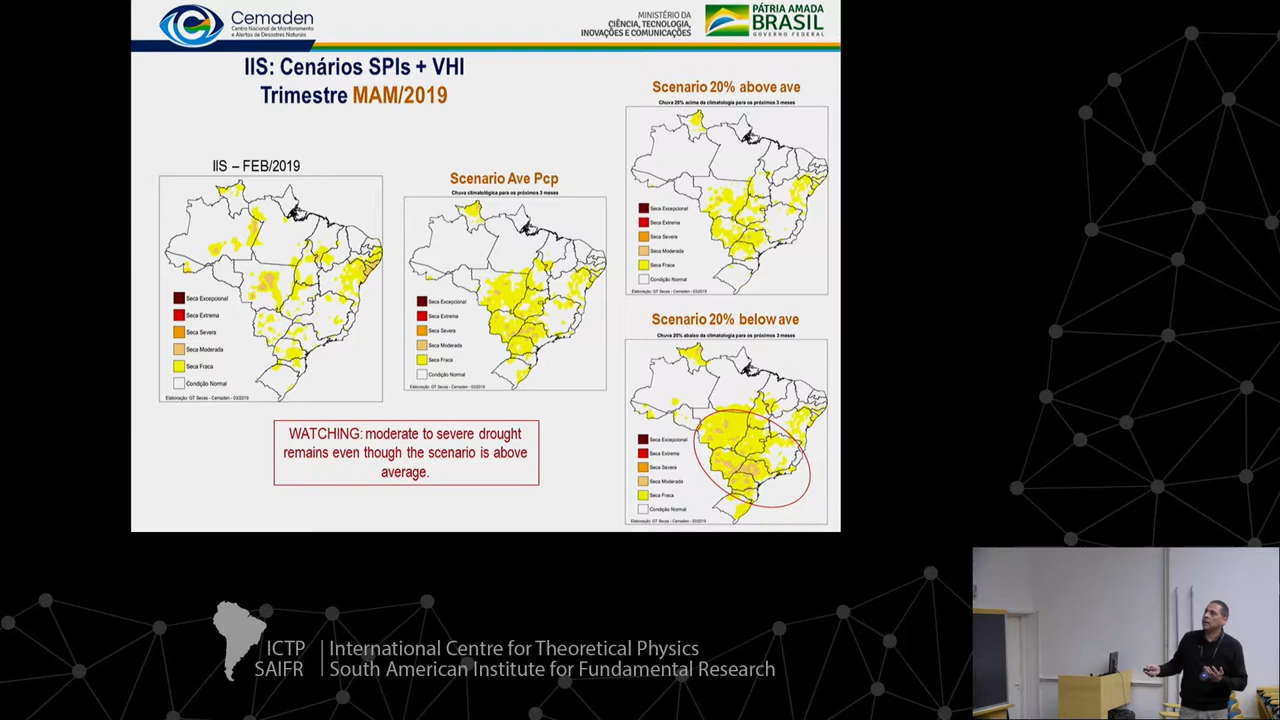 Cemaden
Centro Nacional de Monitoramento
e Alertas de Desastres Naturais
MINISTÉRIO DA
CIÊNCIA, TECNOLOGIA,
INOVAÇÕES E COMUNICAÇÕES
PÁTRIA AMADA
BRASIL
GOVERNO FEDERAL
IIS: Cenários SPIs + VHI
Trimestre MAM/2019
IIS – FEB/2019
Seca Excepcional
Seca Extrema
Seca Severa
Seca Moderada
Seca Fraca
Condição Normal
Elaboração: GT Secas - Cemaden - 03/2019
Scenario Ave Pcp
Chuva climatológica para os próximos 3 meses
Seca Excepcional
Seca Extrema
Seca Severa
Seca Moderada
Seca Fraca
Condição Normal
Elaboração: GT Secas - Cemaden - 03/2019
Scenario 20% above ave
Chuva 20% acima da climatologia para os próximos 3 meses
Seca Excepcional
Seca Extrema
Seca Severa
Seca Moderada
Seca Fraca
Condição Normal
Elaboração: GT Secas - Cemaden - 03/2019
Scenario 20% below ave
Chuva 20% abaixo da climatologia para os próximos 3 meses
Seca Excepcional
Seca Extrema
Seca Severa
Seca Moderada
Seca Fraca
Condição Normal
Elaboração: GT Secas - Cemaden - 03/2019
WATCHING: moderate to severe drought
remains even though the scenario is above
average.
ICTP
SAIFR
International Centre for Theoretical Physics
South American Institute for Fundamental Research